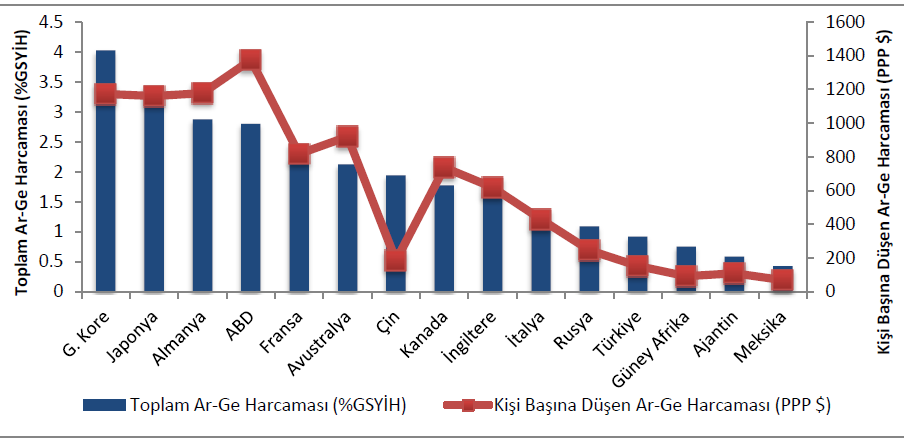 Toplam Ar-Ge Harcaması (%GSYİH)
4.5
4
3.5
3
2.5
2
1.5
1
0.5
0
1600
1400
1200
1000
800
600
400
200
0
Kişi Başına Düşen Ar-Ge Harcaması (PPP $)
G. Kore
Japonya
Almanya
ABD
Fransa
Avustralya
Çin
Kanada
İngiltere
İtalya
Rusya
Türkiye
Güney Afrika
Ajantin
Meksika
Toplam Ar-Ge Harcaması (%GSYİH)
Kişi Başına Düşen Ar-Ge Harcaması (PPP $)